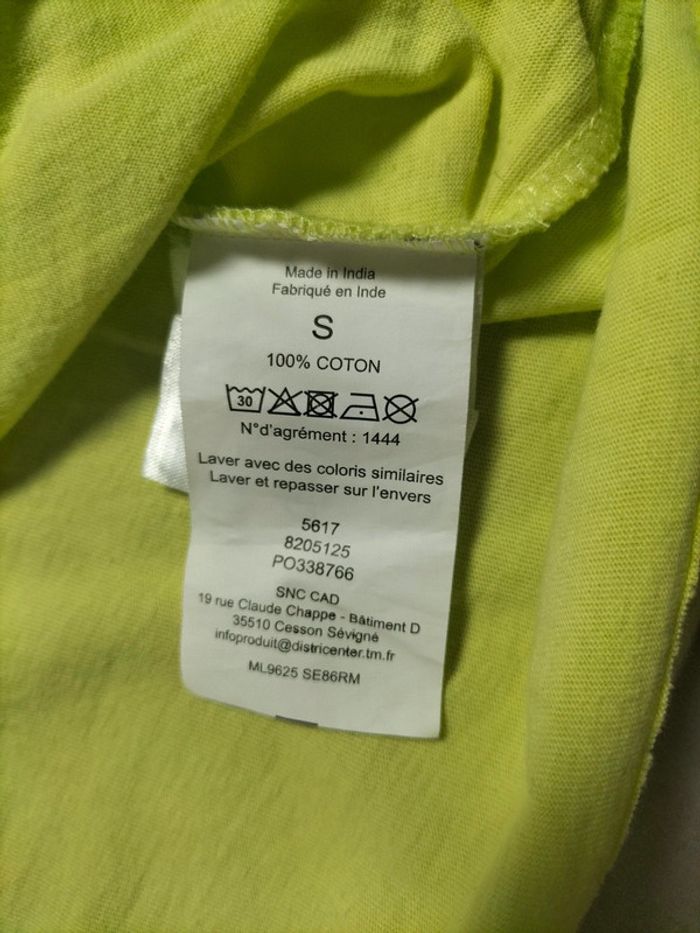 Made in India
Fabriqué en Inde
S
100% COTON
30
N°d'agrément : 1444
Laver avec des coloris similaires
Laver et repasser sur l'envers
5617
8205125
PO338766
SNC CAD
19 rue Claude Chappe - Bâtiment D
35510 Cesson Sévigné
infoproduit@districenter.tm.fr
ML9625 SE86RM